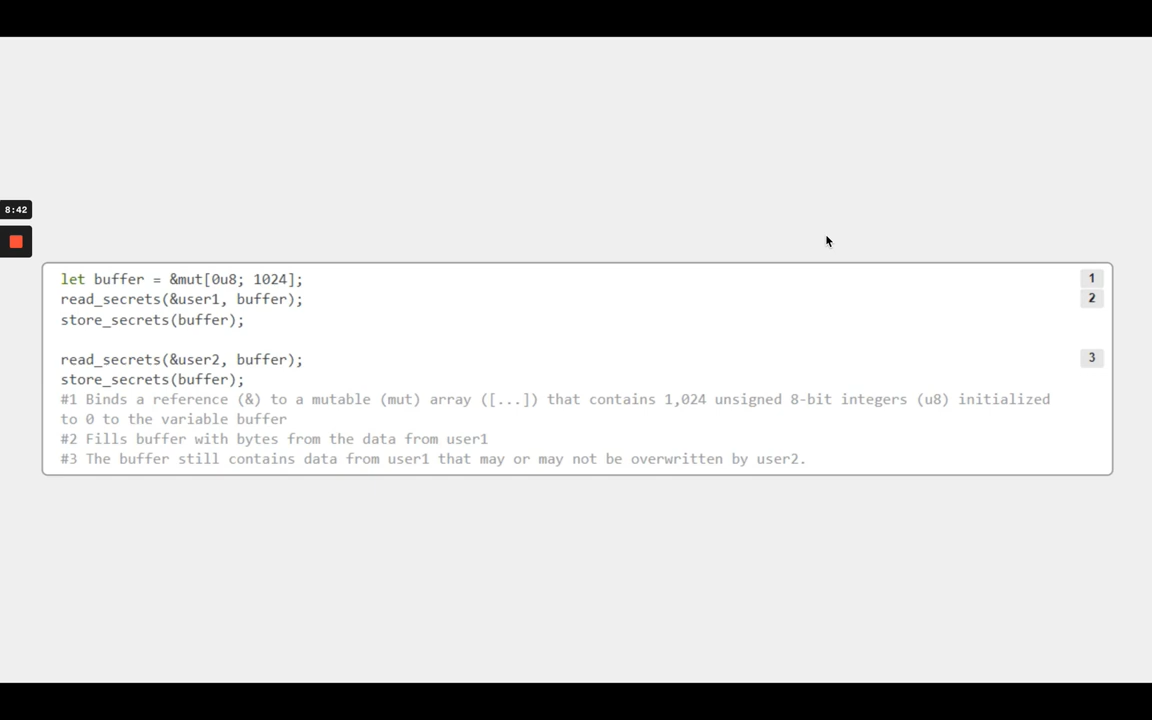 8:42
let buffer = &mut[0u8; 1024]; 1
read_secrets(&user1, buffer); 2
store_secrets(buffer);
read_secrets(&user2, buffer); 3
store_secrets(buffer);
#1 Binds a reference (&) to a mutable (mut) array ([...]) that contains 1,024 unsigned 8-bit integers (u8) initialized
to 0 to the variable buffer
#2 Fills buffer with bytes from the data from user1
#3 The buffer still contains data from user1 that may or may not be overwritten by user2.